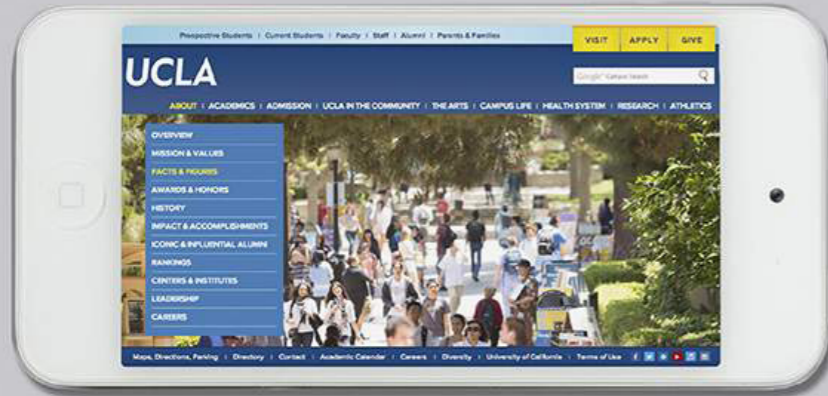 Prospective Students | Current Students | Faculty | Staff | Alumni | Parents & Families
VISIT APPLY GIVE
UCLA
Google™ Campus Search
ABOUT | ACADEMICS | ADMISSION | UCLA IN THE COMMUNITY | THE ARTS | CAMPUS LIFE | HEALTH SYSTEM | RESEARCH | ATHLETICS
OVERVIEW
MISSION & VALUES
FACTS & FIGURES
AWARDS & HONORS
HISTORY
IMPACT & ACCOMPLISHMENTS
ICONIC & INFLUENTIAL ALUMNI
RANKINGS
CENTERS & INSTITUTES
LEADERSHIP
CAREERS
Maps, Directions, Parking | Directory | Contact | Academic Calendar | Careers | Diversity | University of California | Terms of Use